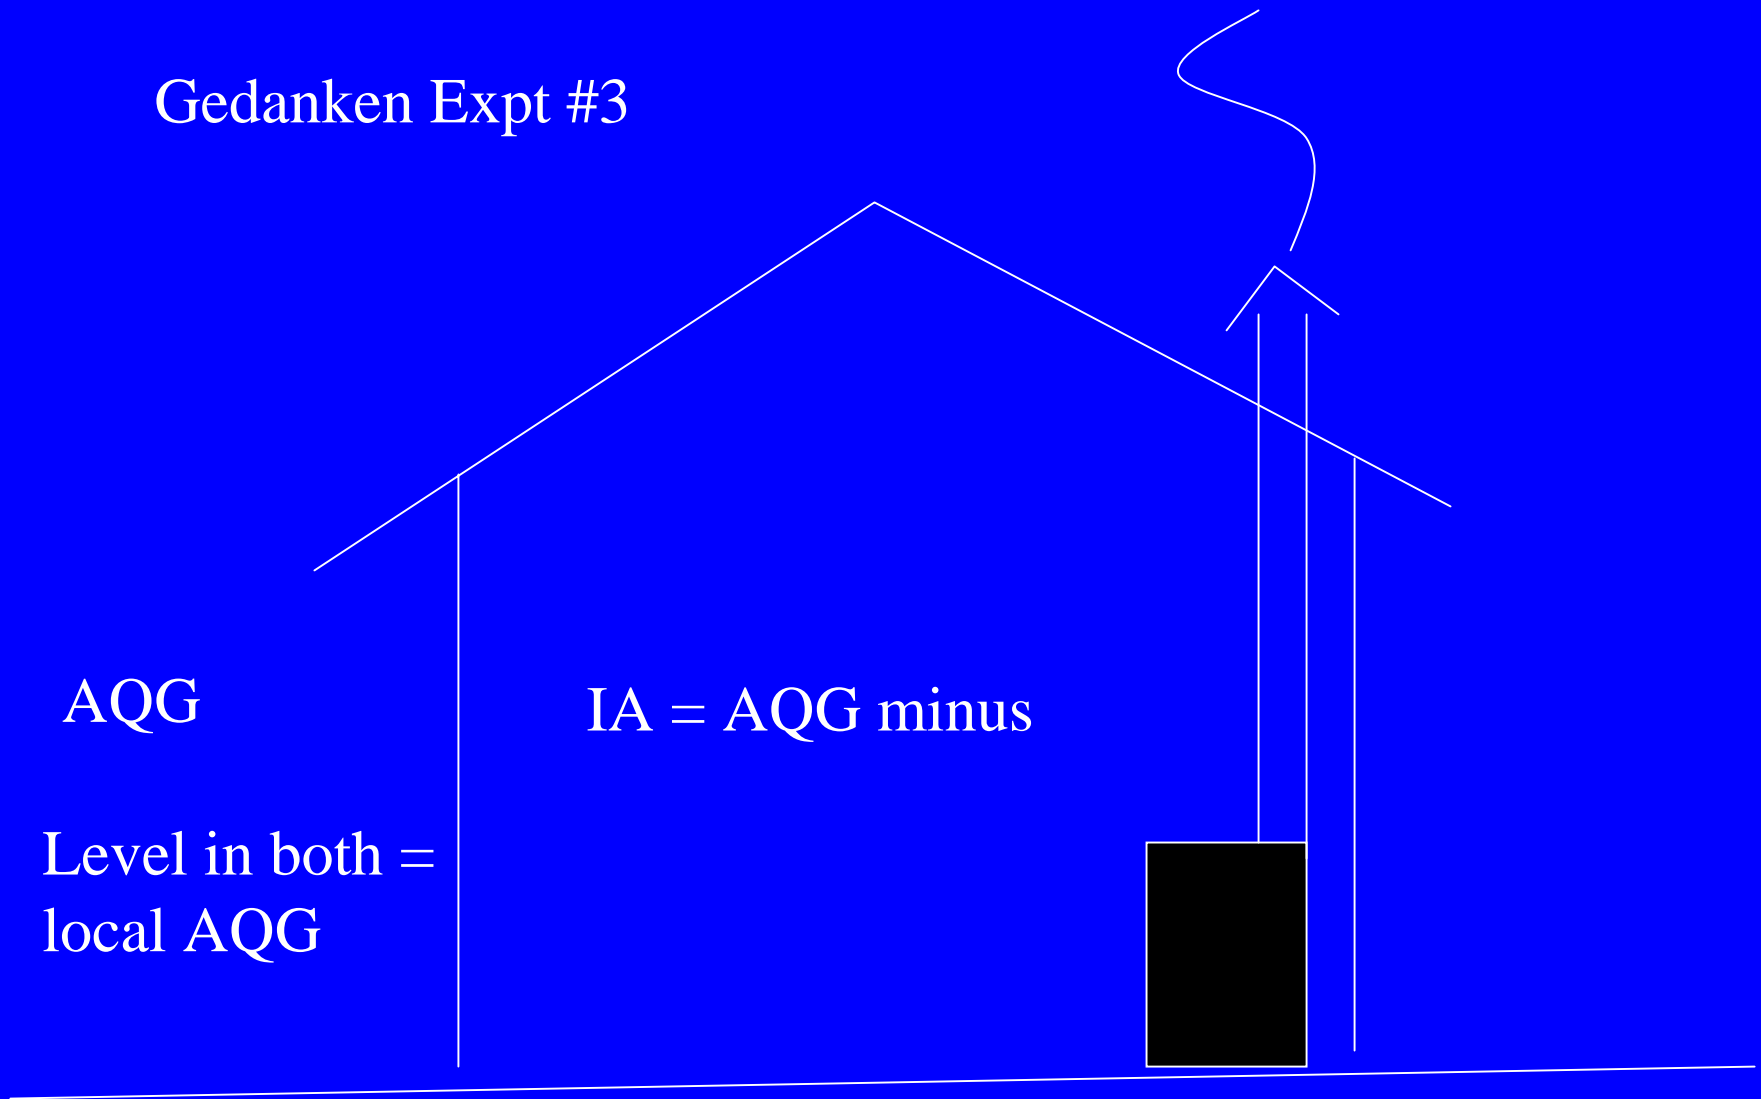 Gedanken Expt #3
AQG
IA = AQG minus
Level in both =
local AQG